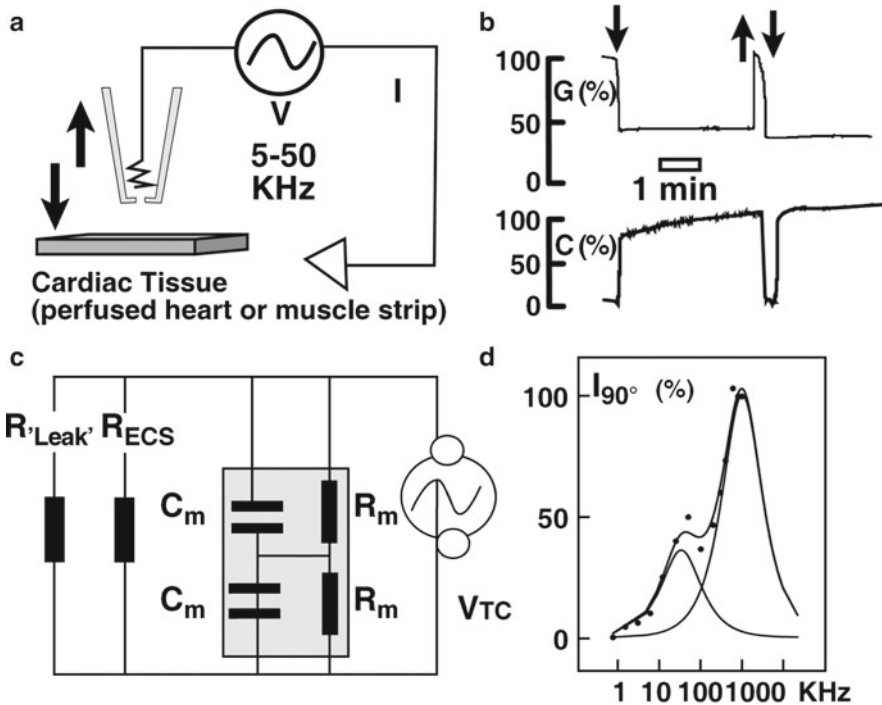 a
V
I
5-50
KHz
Cardiac Tissue
(perfused heart or muscle strip)
b
100
G (%)
50
0
1 min
100
C (%)
50
0
c
R'Leak' RECS
Cm Rm
Cm Rm
VTC
d
I90° (%)
100
50
0
1 10 100 1000 KHz